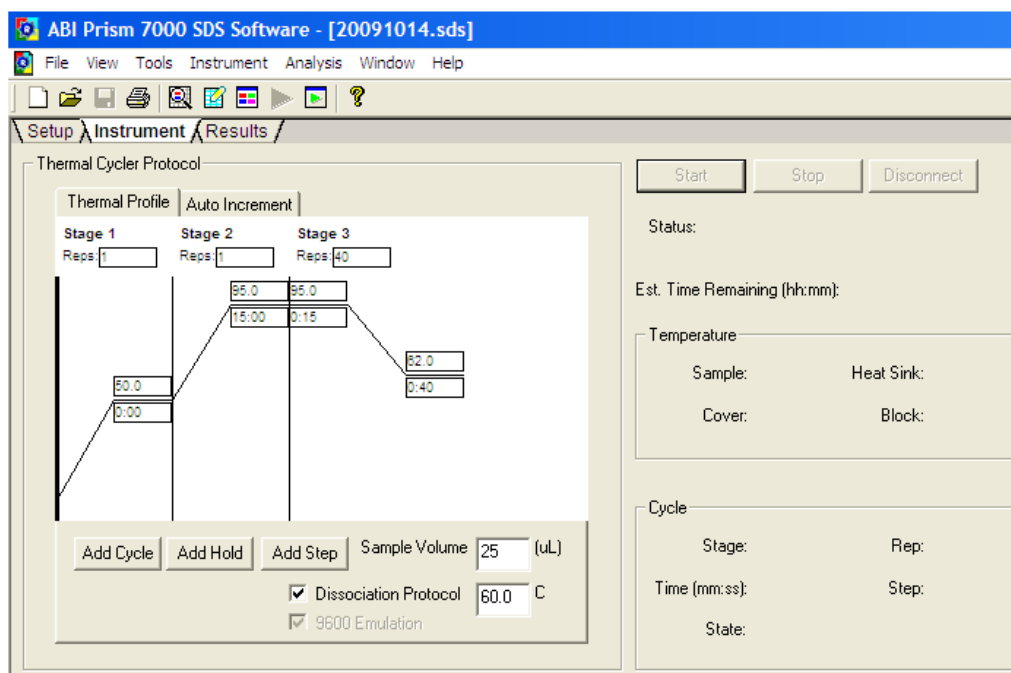 ABI Prism 7000 SDS Software - [20091014.sds]
File View Tools Instrument Analysis Window Help
Setup Instrument Results
Thermal Cycler Protocol
Thermal Profile Auto Increment
Stage 1 Stage 2 Stage 3
Reps: 1 Reps: 1 Reps: 40
95.0 95.0
15:00 0:15
62.0
50.0 0:40
0:00
Add Cycle Add Hold Add Step Sample Volume 25 (uL)
Dissociation Protocol 60.0 C
9600 Emulation
Start Stop Disconnect
Status:
Est. Time Remaining (hh:mm):
Temperature
Sample: Heat Sink:
Cover: Block:
Cycle
Stage: Rep:
Time (mm:ss): Step:
State: